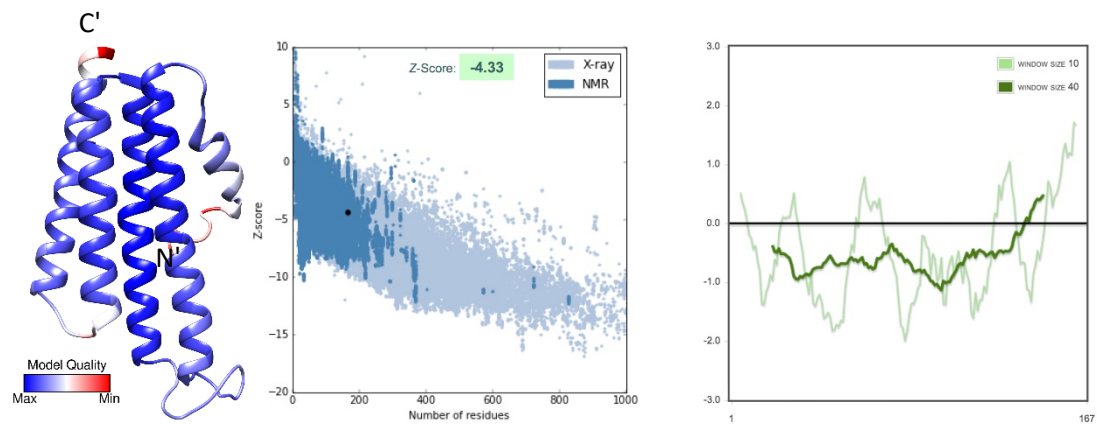 C'
N'
Model Quality
Max Min
Z-Score: -4.33
X-ray
NMR
10
5
0
−5
−10
−15
−20
Z-score
0 200 400 600 800 1000
Number of residues
3.0
2.0
1.0
0.0
-1.0
-2.0
-3.0
WINDOW SIZE 10
WINDOW SIZE 40
1 167